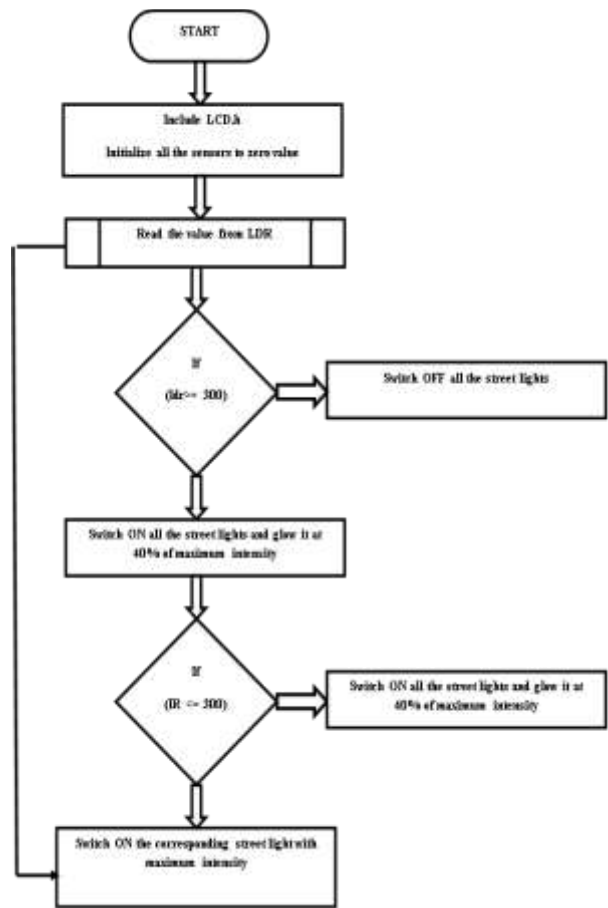 START
Include LCD.h
Initialize all the sensors to zero value
Read the value from LDR
If
(ldr>= 300)
Switch OFF all the street lights
Switch ON all the street lights and glow it at
40% of maximum intensity
If
(IR <= 300)
Switch ON all the street lights and glow it at
40% of maximum intensity
Switch ON the corresponding street light with
maximum intensity